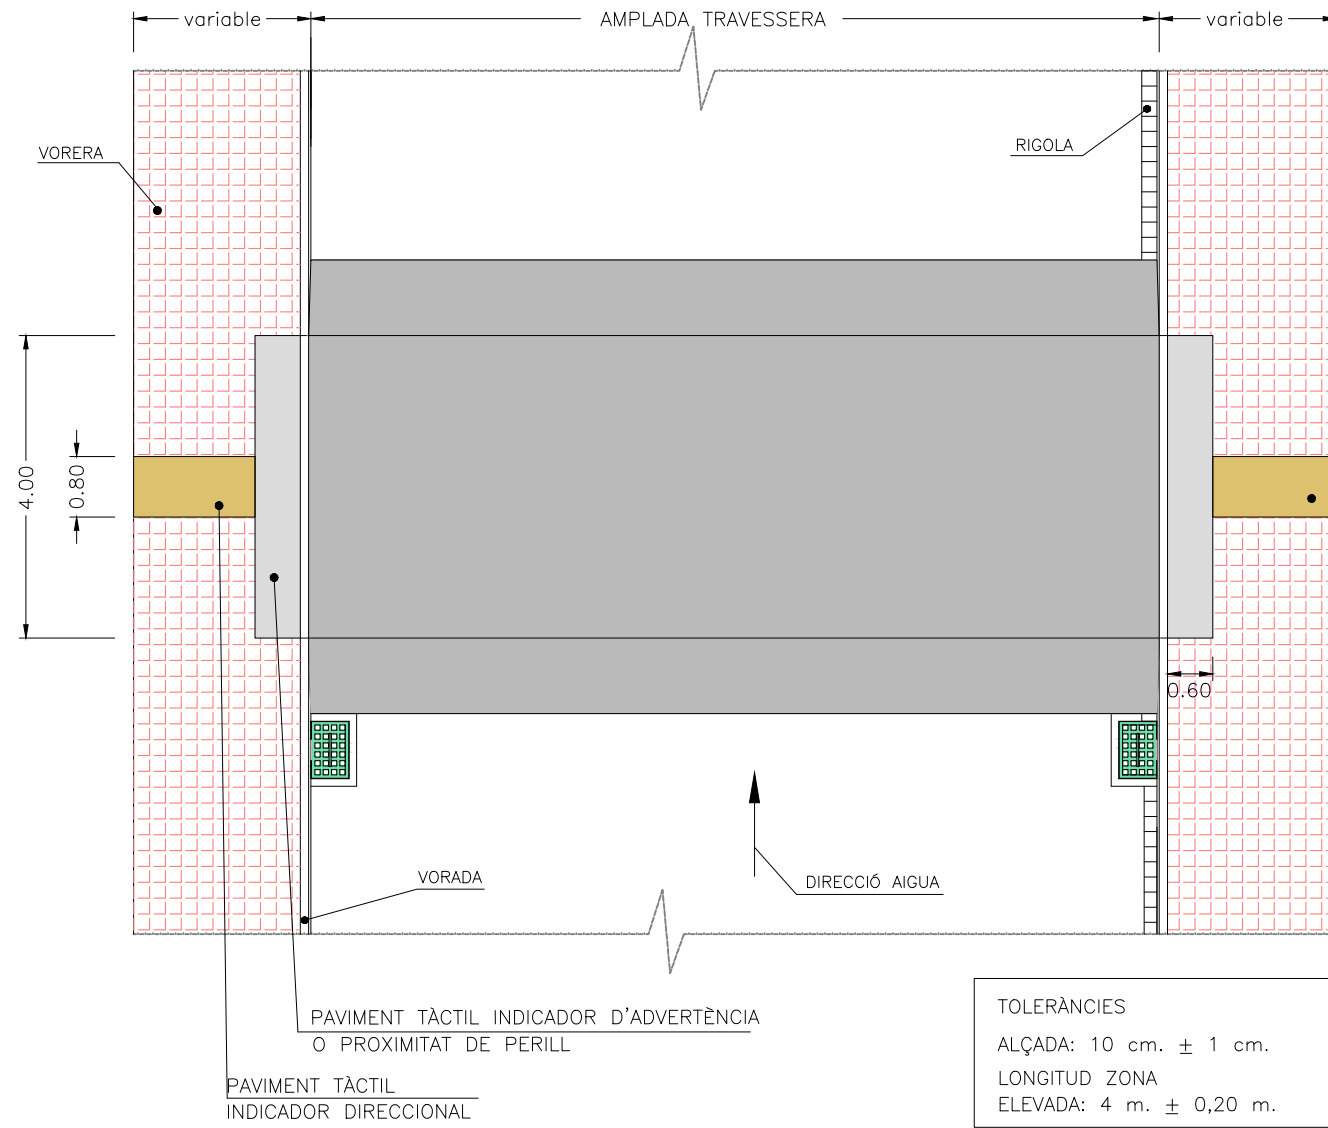 variable
AMPLADA TRAVESSERA
variable
VORERA
RIGOLA
4.00
0.80
0.60
VORADA
DIRECCIÓ AIGUA
PAVIMENT TÀCTIL INDICADOR D'ADVERTÈNCIA
O PROXIMITAT DE PERILL
PAVIMENT TÀCTIL
INDICADOR DIRECCIONAL
TOLERÀNCIES
ALÇADA: 10 cm. ± 1 cm.
LONGITUD ZONA
ELEVADA: 4 m. ± 0,20 m.